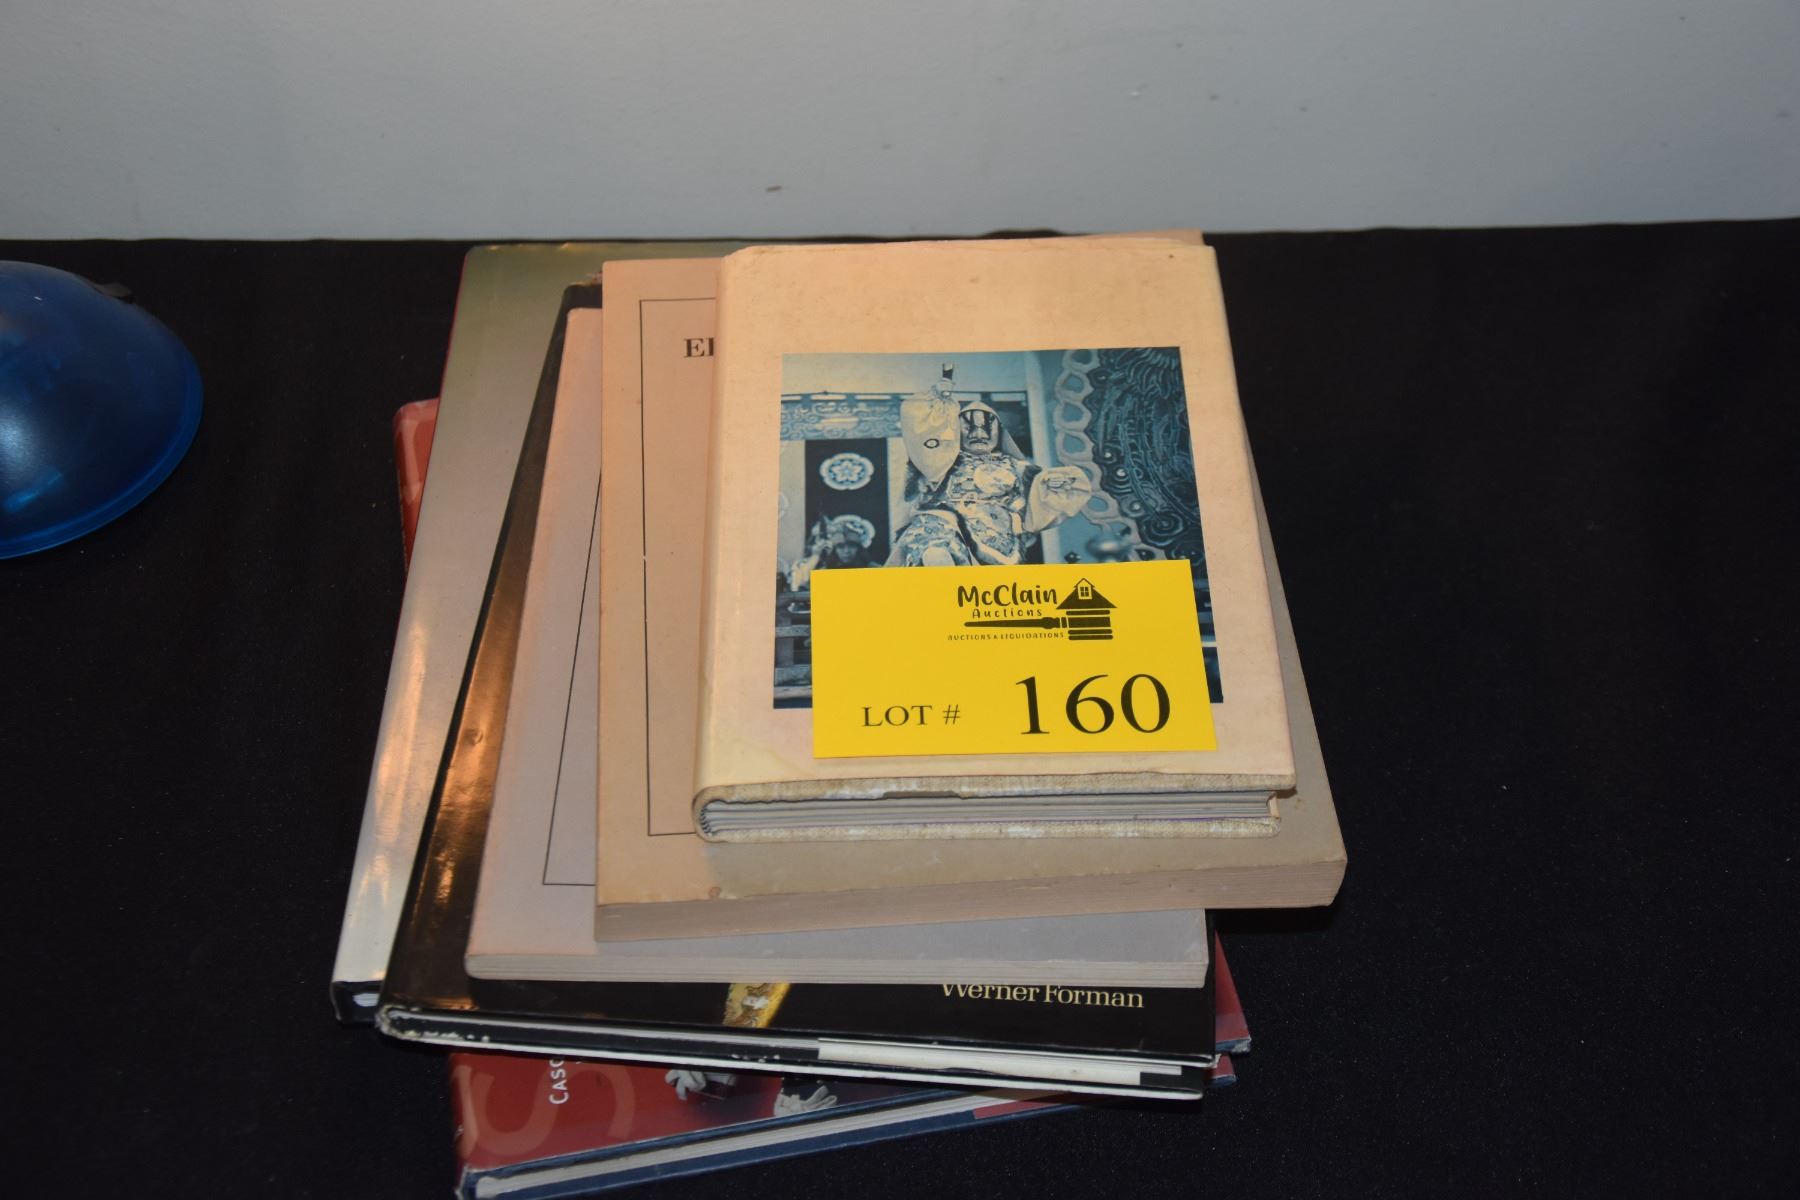 McClain
Auctions
AUCTIONS & LIQUIDATIONS
LOT # 160
Werner Forman